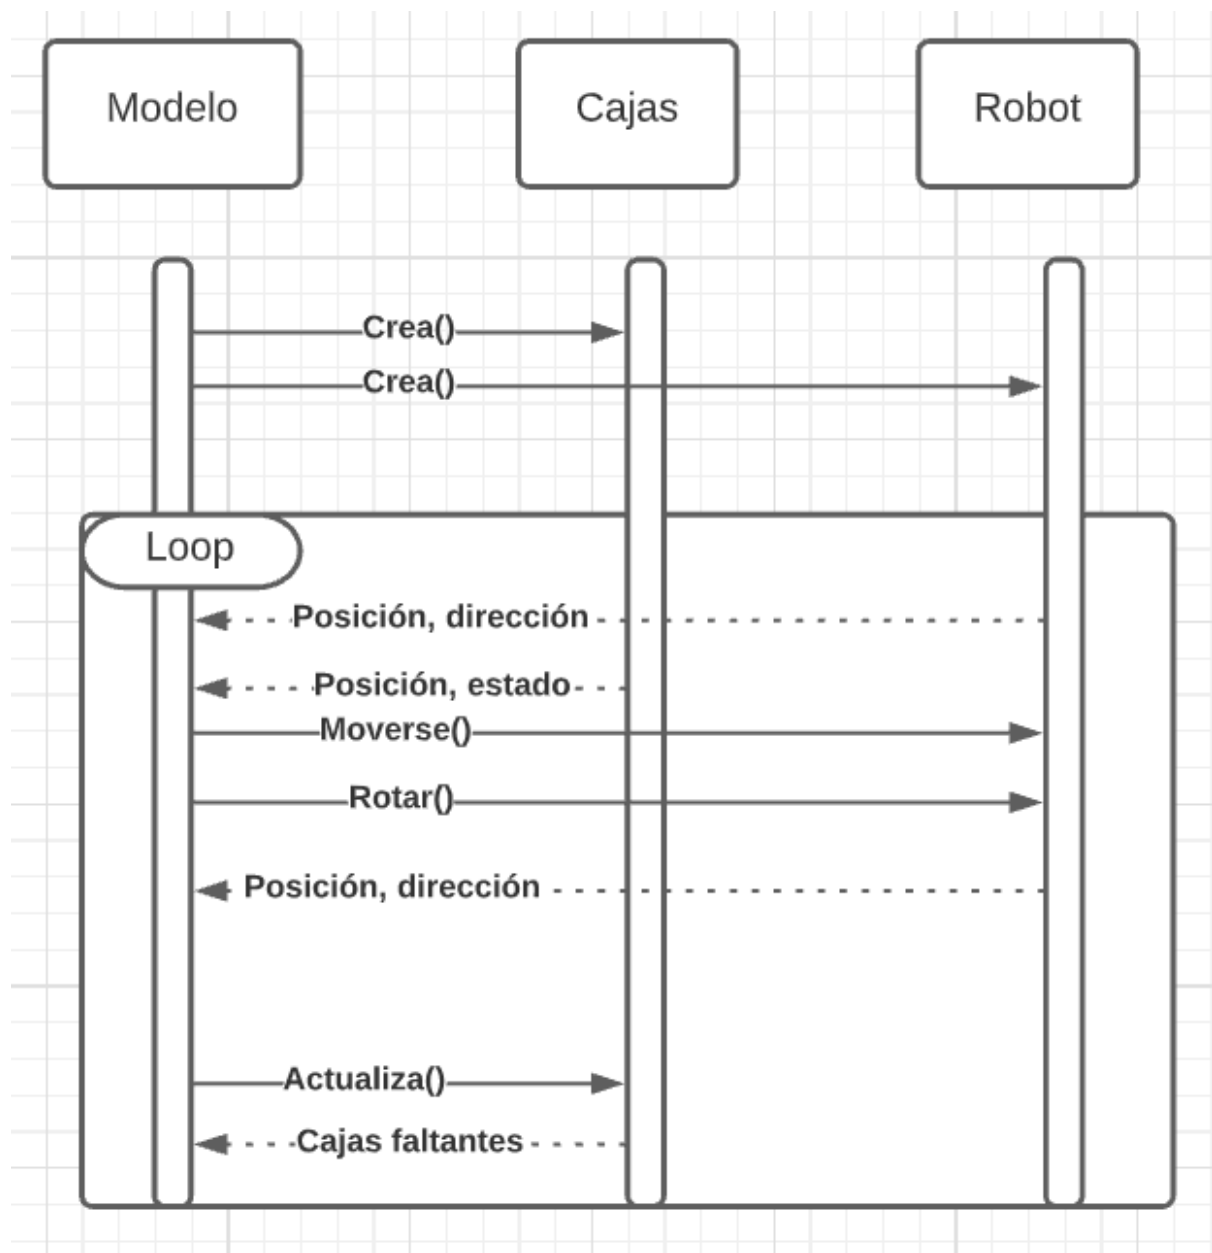 Modelo
Cajas
Robot
Crea()
Crea()
Loop
Posición, dirección
Posición, estado
Moverse()
Rotar()
Posición, dirección
Actualiza()
Cajas faltantes